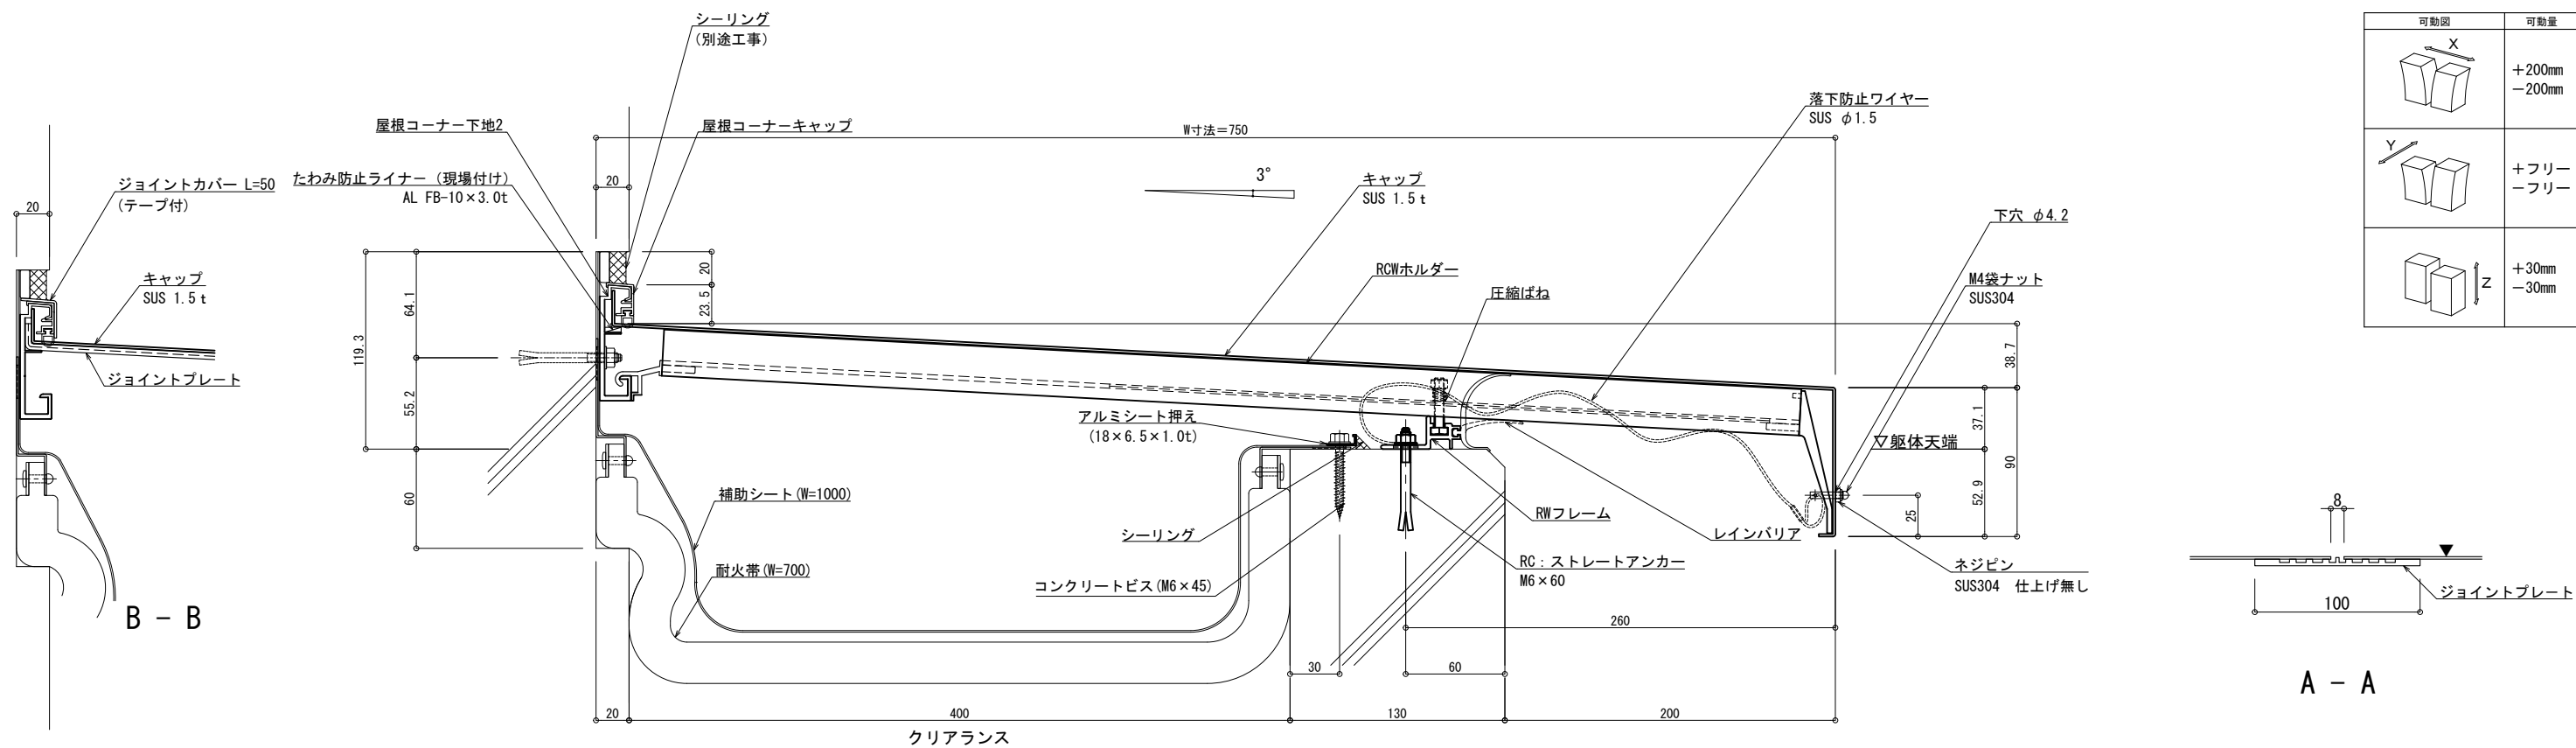 シーリング
(別途工事)
屋根コーナー下地2
屋根コーナーキャップ
たわみ防止ライナー (現場付け)
AL FB-10×3.0t
20
W寸法=750
3°
落下防止ワイヤー
SUS φ1.5
キャップ
SUS 1.5t
RCWホルダー
圧縮ばね
下穴 φ4.2
M4袋ナット
SUS304
ジョイントカバー L=50
(テープ付)
20
キャップ
SUS 1.5t
ジョイントプレート
B - B
119.3
64.1
55.2
60
20
23.5
38.7
37.1
52.9
90
25
▽躯体天端
アルミシート押え
(18×6.5×1.0t)
補助シート(W=1000)
耐火帯(W=700)
シーリング
コンクリートビス(M6×45)
RWフレーム
RC:ストレートアンカー
M6×60
レインバリア
ネジピン
SUS304 仕上げ無し
260
30
60
20
400
130
200
クリアランス
可動図
可動量
X
+200mm
-200mm
Y
+フリー
-フリー
Z
+30mm
-30mm
8
ジョイントプレート
100
A - A